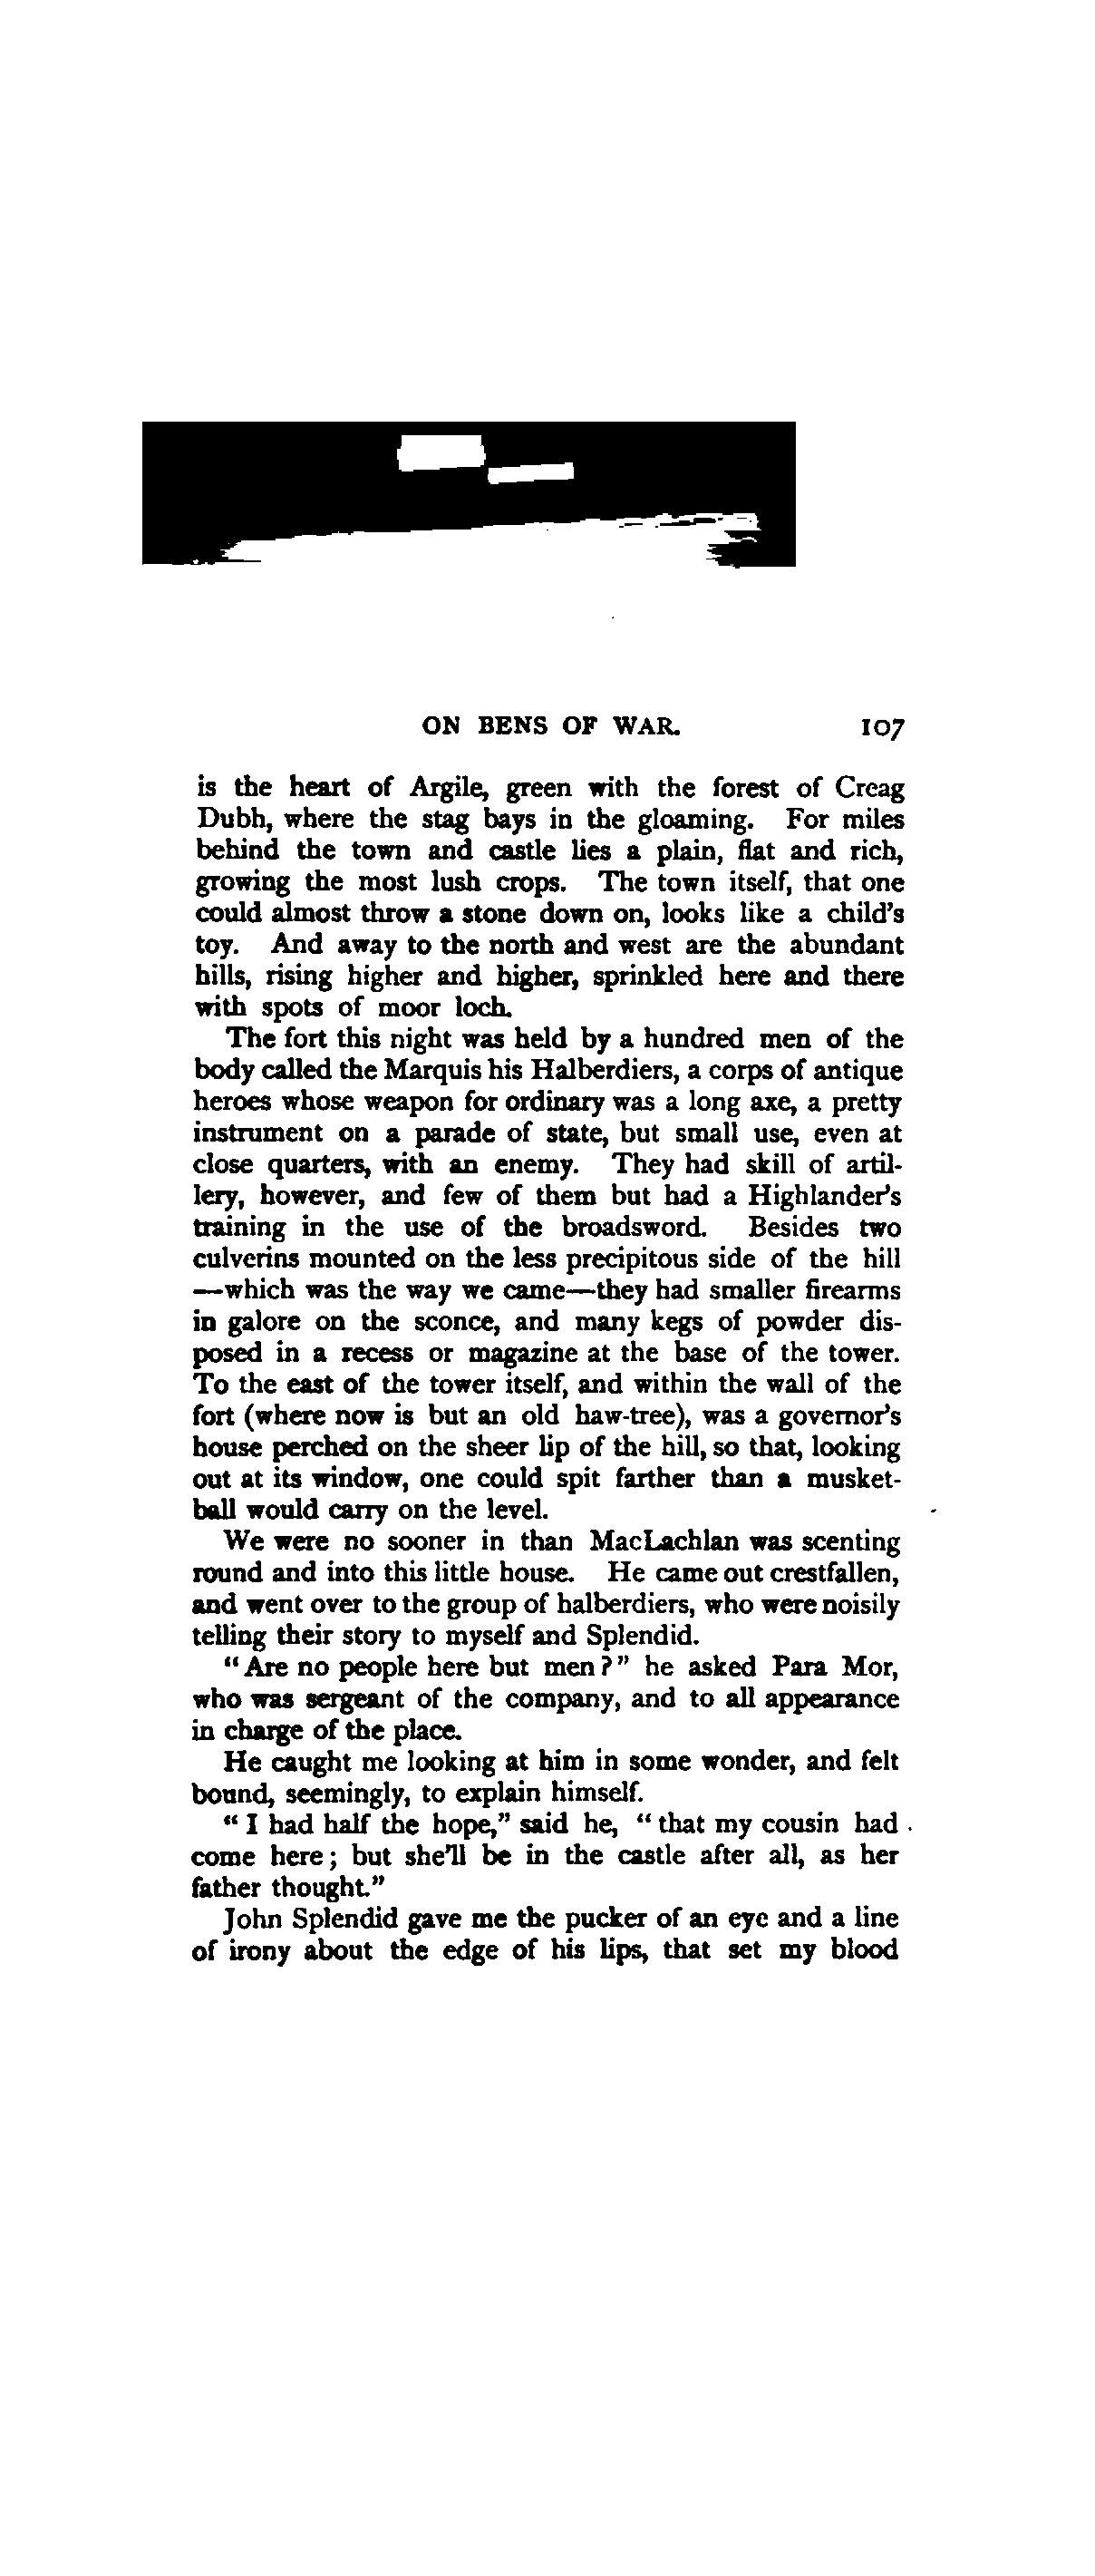 ON BENS OF WAR. 107
is the heart of Argile, green with the forest of Creag
Dubh, where the stag bays in the gloaming. For miles
behind the town and castle lies a plain, flat and rich,
growing the most lush crops. The town itself, that one
could almost throw a stone down on, looks like a child's
toy. And away to the north and west are the abundant
hills, rising higher and higher, sprinkled here and there
with spots of moor loch.
The fort this night was held by a hundred men of the
body called the Marquis his Halberdiers, a corps of antique
heroes whose weapon for ordinary was a long axe, a pretty
instrument on a parade of state, but small use, even at
close quarters, with an enemy. They had skill of artil-
lery, however, and few of them but had a Highlander's
training in the use of the broadsword. Besides two
culverins mounted on the less precipitous side of the hill
—which was the way we came—they had smaller firearms
in galore on the sconce, and many kegs of powder dis-
posed in a recess or magazine at the base of the tower.
To the east of the tower itself, and within the wall of the
fort (where now is but an old haw-tree), was a governor's
house perched on the sheer lip of the hill, so that, looking
out at its window, one could spit farther than a musket-
ball would carry on the level.
We were no sooner in than MacLachlan was scenting
round and into this little house. He came out crestfallen,
and went over to the group of halberdiers, who were noisily
telling their story to myself and Splendid.
"Are no people here but men?" he asked Para Mor,
who was sergeant of the company, and to all appearance
in charge of the place.
He caught me looking at him in some wonder, and felt
bound, seemingly, to explain himself.
"I had half the hope," said he, "that my cousin had
come here; but she'll be in the castle after all, as her
father thought."
John Splendid gave me the pucker of an eye and a line
of irony about the edge of his lips, that set my blood